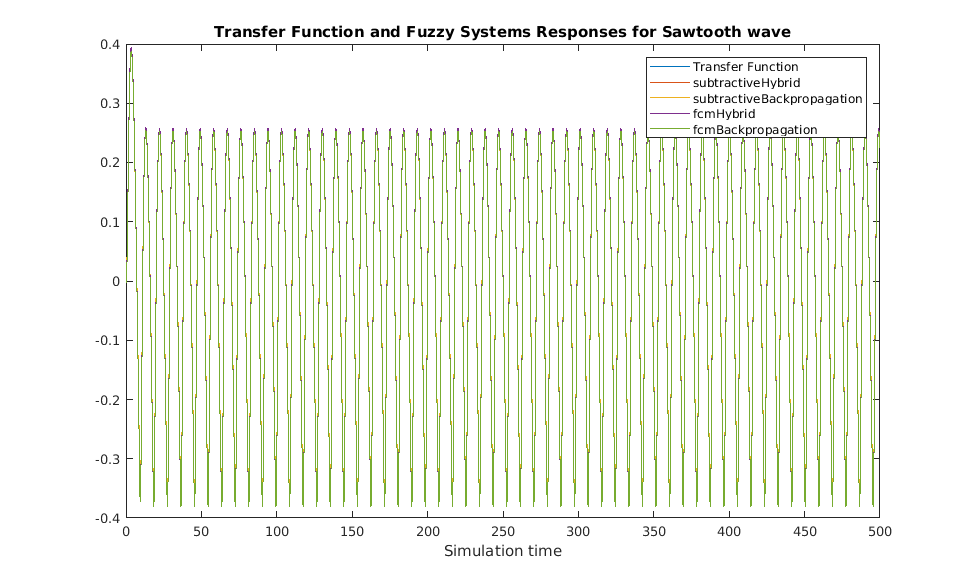 Transfer Function and Fuzzy Systems Responses for Sawtooth wave
Transfer Function
subtractiveHybrid
subtractiveBackpropagation
fcmHybrid
fcmBackpropagation
0.4
0.3
0.2
0.1
0
-0.1
-0.2
-0.3
-0.4
0 50 100 150 200 250 300 350 400 450 500
Simulation time